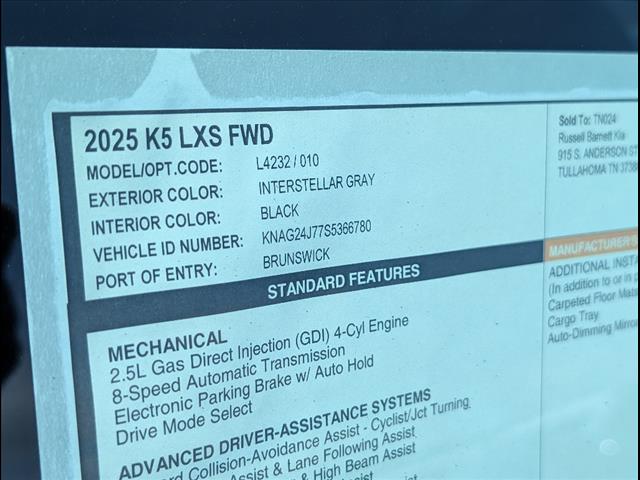 2025 K5 LXS FWD
MODEL/OPT.CODE: L4232 / 010
EXTERIOR COLOR: INTERSTELLAR GRAY
INTERIOR COLOR: BLACK
VEHICLE ID NUMBER: KNAG24J77S5366780
PORT OF ENTRY: BRUNSWICK
STANDARD FEATURES
MECHANICAL
2.5L Gas Direct Injection (GDI) 4-Cyl Engine
8-Speed Automatic Transmission
Electronic Parking Brake w/ Auto Hold
Drive Mode Select
ADVANCED DRIVER-ASSISTANCE SYSTEMS
Collision-Avoidance Assist - Cyclist/Jct Turning
Assist & Lane Following Assist
& High Beam Assist
Sold To: TN024
Russell Barnett Kia
915 S. ANDERSON ST
TULLAHOMA TN
MANUFACTURER'S
ADDITIONAL
(In addition to or in
Carpeted Floor
Cargo Tray
Auto-Dimming